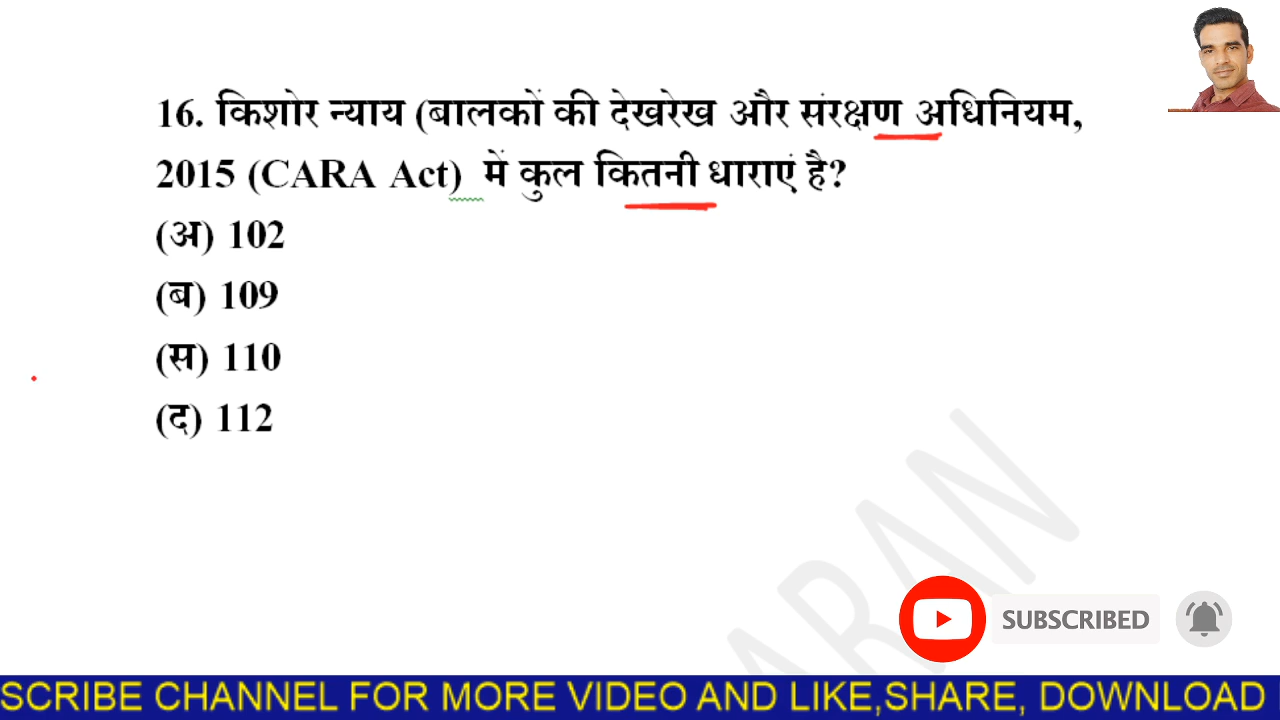 16. किशोर न्याय (बालकों की देखरेख और संरक्षण अधिनियम,
2015 (CARA Act) में कुल कितनी धाराएं है?
(अ) 102
(ब) 109
(स) 110
(द) 112
ARAN
SUBSCRIBED
SCRIBE CHANNEL FOR MORE VIDEO AND LIKE,SHARE, DOWNLOAD